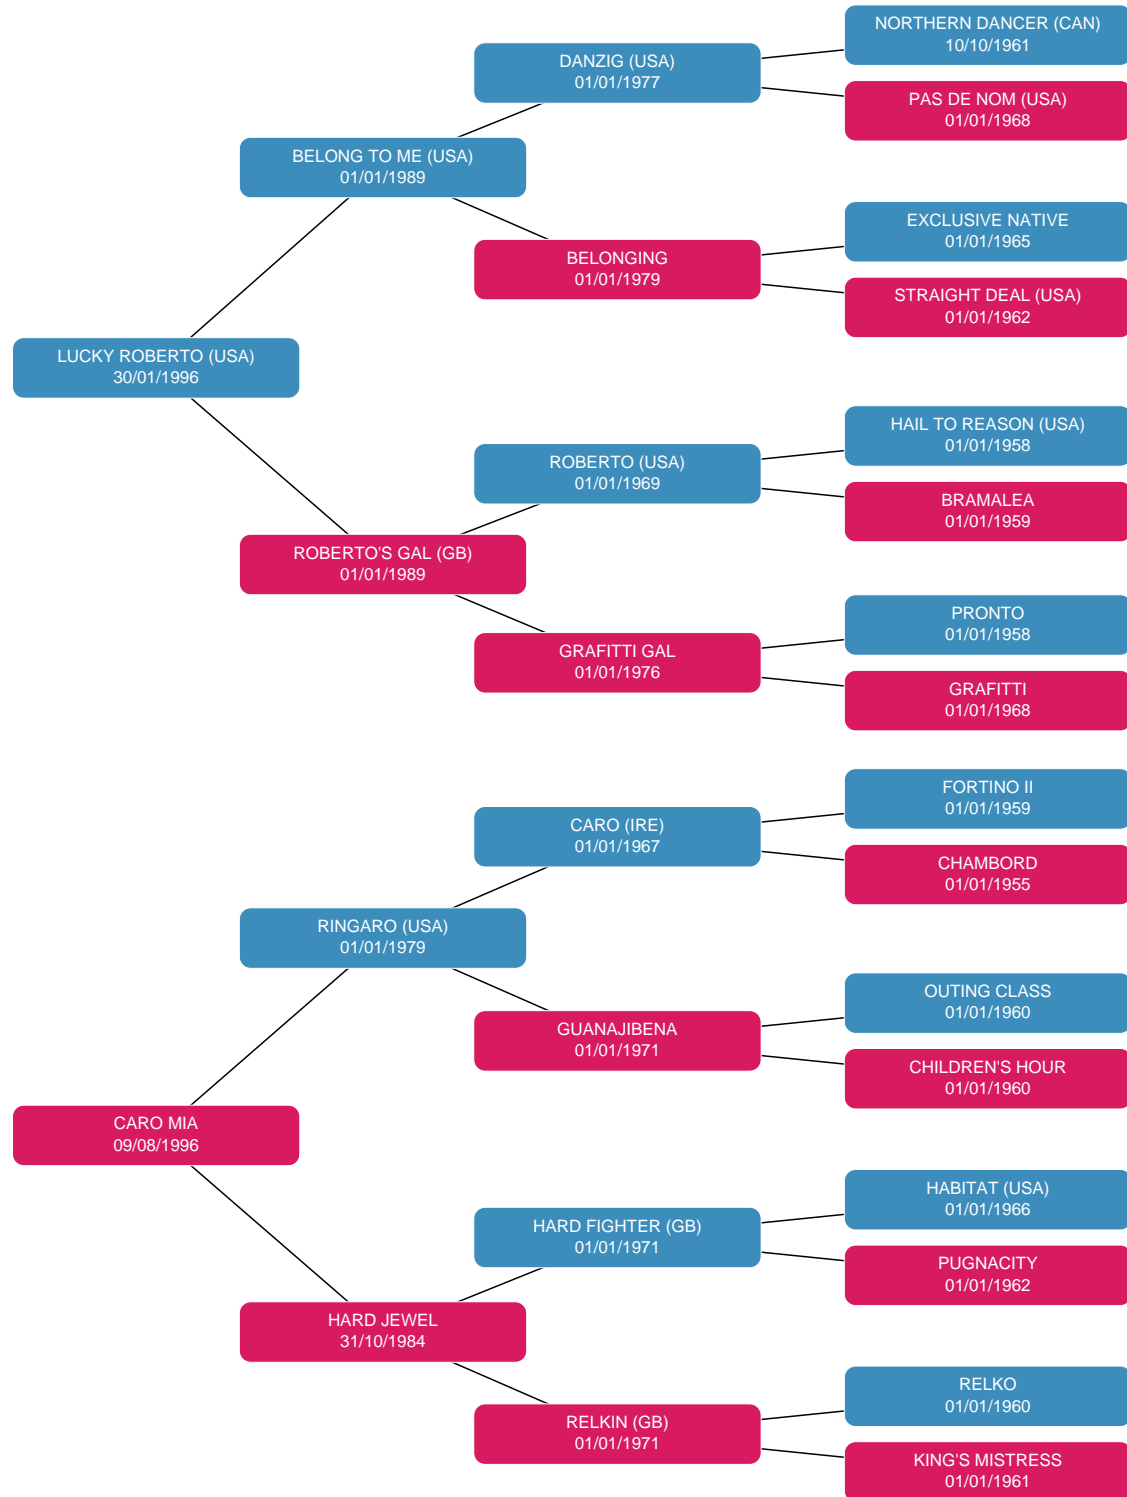 NORTHERN DANCER (CAN)
10/10/1961
DANZIG (USA)
01/01/1977
PAS DE NOM (USA)
01/01/1968
BELONG TO ME (USA)
01/01/1989
EXCLUSIVE NATIVE
01/01/1965
BELONGING
01/01/1979
STRAIGHT DEAL (USA)
01/01/1962
LUCKY ROBERTO (USA)
30/01/1996
HAIL TO REASON (USA)
01/01/1958
ROBERTO (USA)
01/01/1969
BRAMALEA
01/01/1959
ROBERTO'S GAL (GB)
01/01/1989
PRONTO
01/01/1958
GRAFITTI GAL
01/01/1976
GRAFITTI
01/01/1968
FORTINO II
01/01/1959
CARO (IRE)
01/01/1967
CHAMBORD
01/01/1955
RINGARO (USA)
01/01/1979
OUTING CLASS
01/01/1960
GUANAJIBENA
01/01/1971
CHILDREN'S HOUR
01/01/1960
CARO MIA
09/08/1996
HABITAT (USA)
01/01/1966
HARD FIGHTER (GB)
01/01/1971
PUGNACITY
01/01/1962
HARD JEWEL
31/10/1984
RELKO
01/01/1960
RELKIN (GB)
01/01/1971
KING'S MISTRESS
01/01/1961